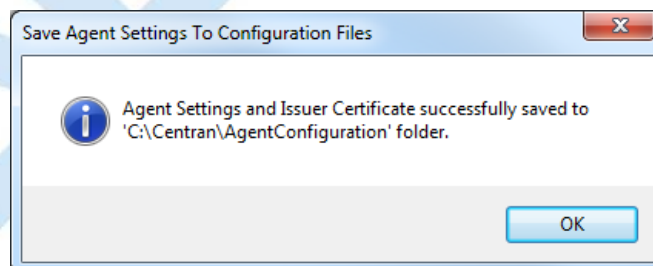 Save Agent Settings To Configuration Files
Agent Settings and Issuer Certificate successfully saved to
'C:\Centran\AgentConfiguration' folder.
OK